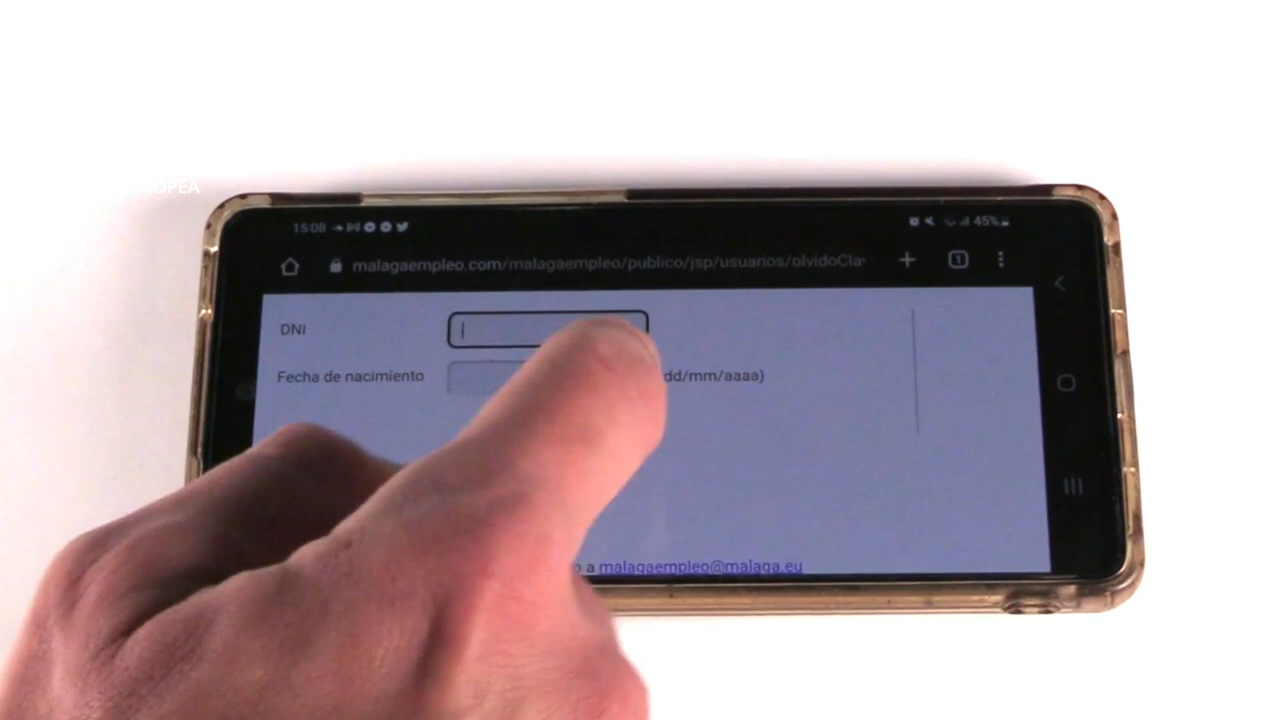 15:08
45%
malagaempleo.com/malagaempleo/publico/jsp/usuarios/olvidoCla
1
DNI
Fecha de nacimiento dd/mm/aaaa)
a malagaempleo@malaga.eu